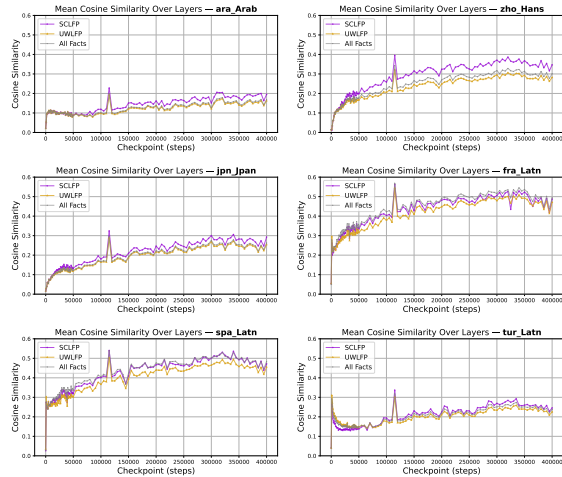 Mean Cosine Similarity Over Layers — ara_Arab
Cosine Similarity
0.6
0.5
0.4
0.3
0.2
0.1
0.0
SCLFP
UWLFP
All Facts
0 50000 100000 150000 200000 250000 300000 350000 400000
Checkpoint (steps)
Mean Cosine Similarity Over Layers — zho_Hans
Cosine Similarity
0.6
0.5
0.4
0.3
0.2
0.1
0.0
SCLFP
UWLFP
All Facts
0 50000 100000 150000 200000 250000 300000 350000 400000
Checkpoint (steps)
Mean Cosine Similarity Over Layers — jpn_Jpan
Cosine Similarity
0.6
0.5
0.4
0.3
0.2
0.1
0.0
SCLFP
UWLFP
All Facts
0 50000 100000 150000 200000 250000 300000 350000 400000
Checkpoint (steps)
Mean Cosine Similarity Over Layers — fra_Latn
Cosine Similarity
0.6
0.5
0.4
0.3
0.2
0.1
0.0
SCLFP
UWLFP
All Facts
0 50000 100000 150000 200000 250000 300000 350000 400000
Checkpoint (steps)
Mean Cosine Similarity Over Layers — spa_Latn
Cosine Similarity
0.6
0.5
0.4
0.3
0.2
0.1
0.0
SCLFP
UWLFP
All Facts
0 50000 100000 150000 200000 250000 300000 350000 400000
Checkpoint (steps)
Mean Cosine Similarity Over Layers — tur_Latn
Cosine Similarity
0.6
0.5
0.4
0.3
0.2
0.1
0.0
SCLFP
UWLFP
All Facts
0 50000 100000 150000 200000 250000 300000 350000 400000
Checkpoint (steps)